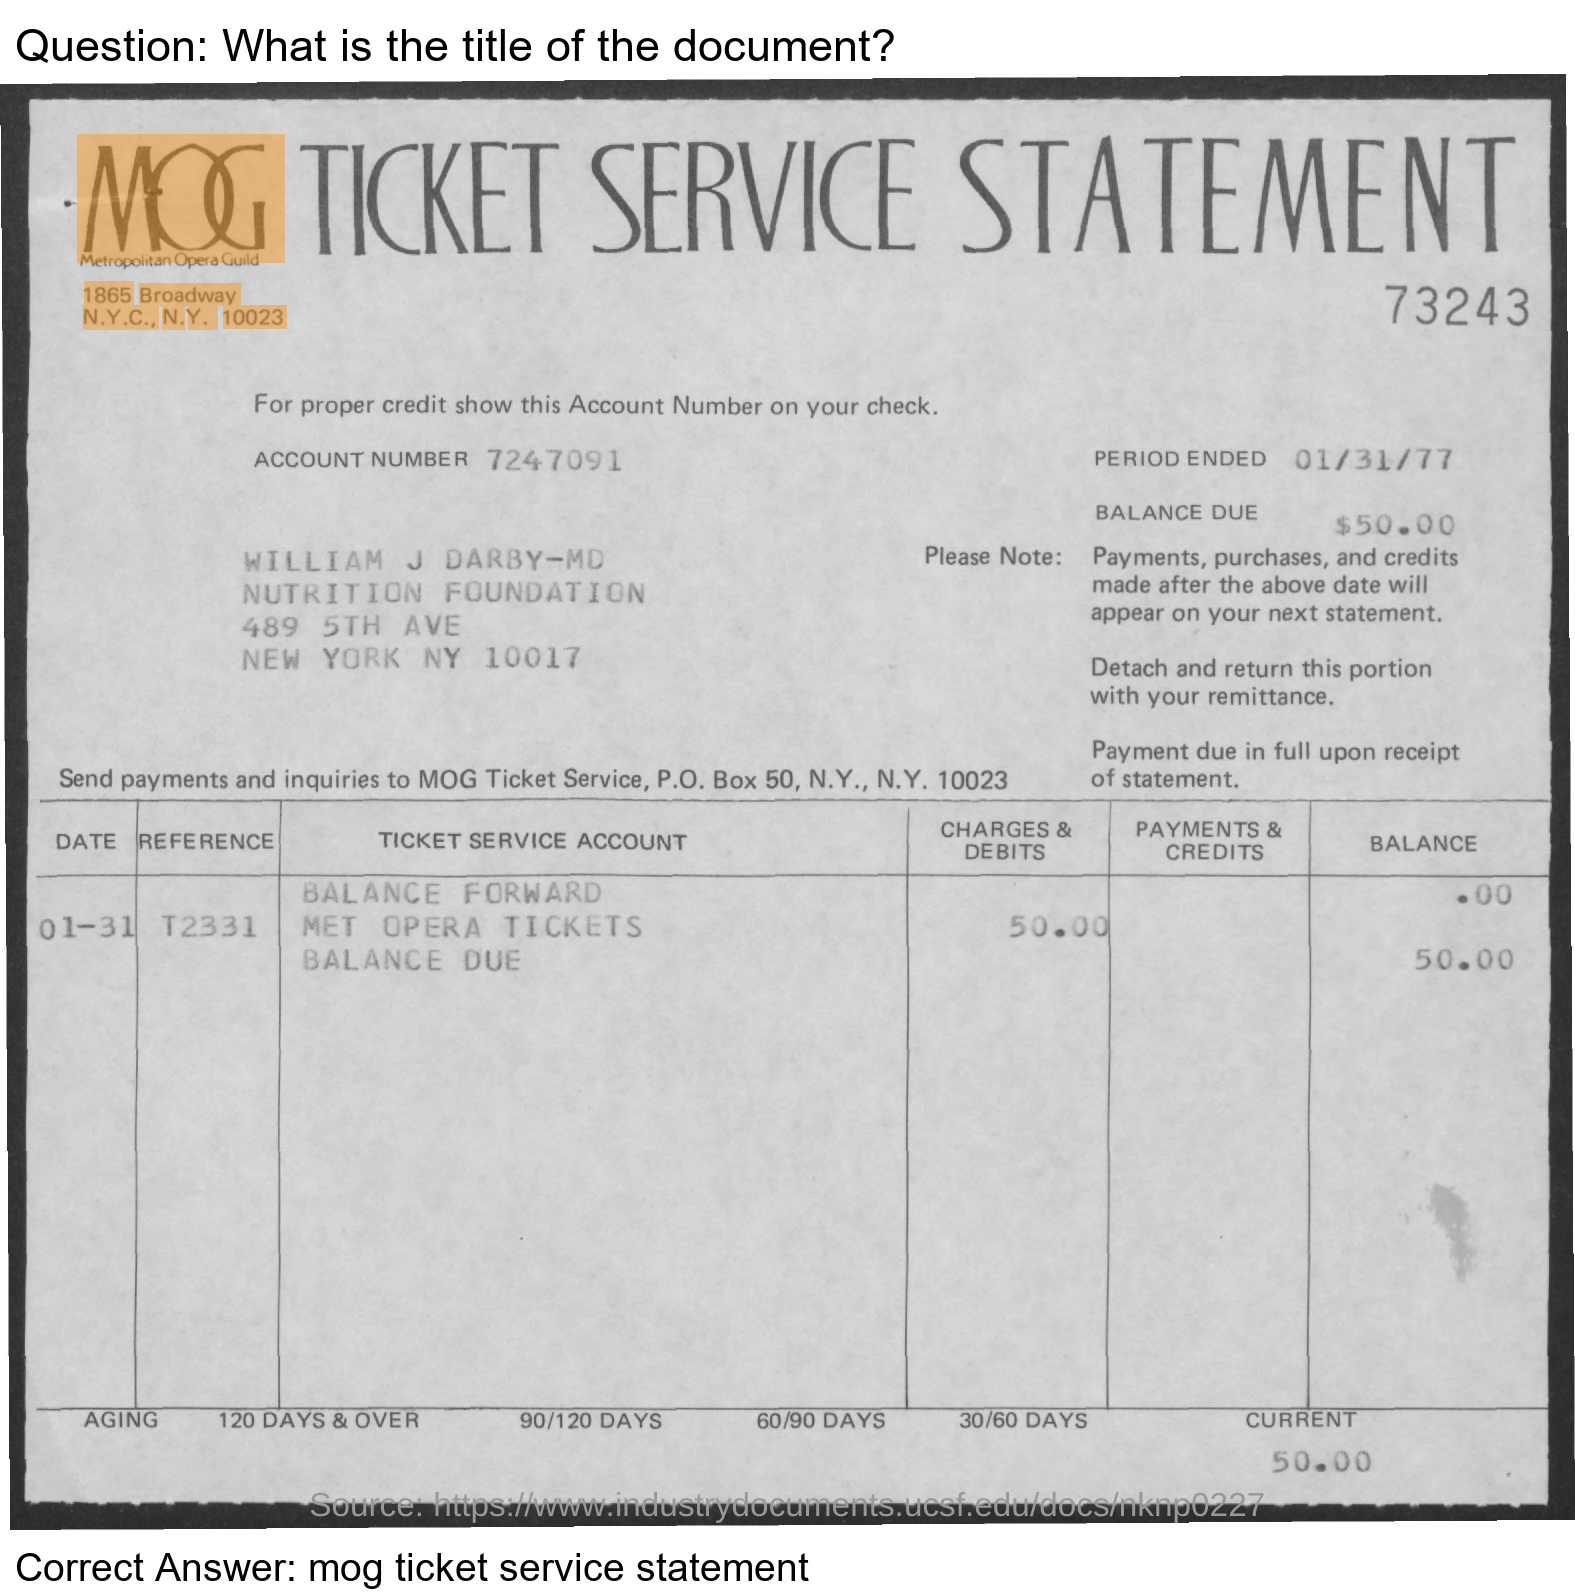 Question: What is the title of the document?
MOG TICKET SERVICE STATEMENT
Metropolitan Opera Guild
1865 Broadway
N.Y.C., N.Y. 10023
73243
For proper credit show this Account Number on your check.
ACCOUNT NUMBER 7247091
PERIOD ENDED 01/31/77
BALANCE DUE $50.00
WILLIAM J DARBY-MD
NUTRITION FOUNDATION
489 5TH AVE
NEW YORK NY 10017
Please Note: Payments, purchases, and credits
made after the above date will
appear on your next statement.
Detach and return this portion
with your remittance.
Payment due in full upon receipt
of statement.
Send payments and inquiries to MOG Ticket Service, P.O. Box 50, N.Y., N.Y. 10023
DATE REFERENCE TICKET SERVICE ACCOUNT CHARGES & DEBITS PAYMENTS & CREDITS BALANCE
BALANCE FORWARD .00
01-31 T2331 MET OPERA TICKETS 50.00
BALANCE DUE 50.00
AGING 120 DAYS & OVER 90/120 DAYS 60/90 DAYS 30/60 DAYS CURRENT
50.00
Source: https://www.industrydocuments.ucsf.edu/docs/nknp0227
Correct Answer: mog ticket service statement